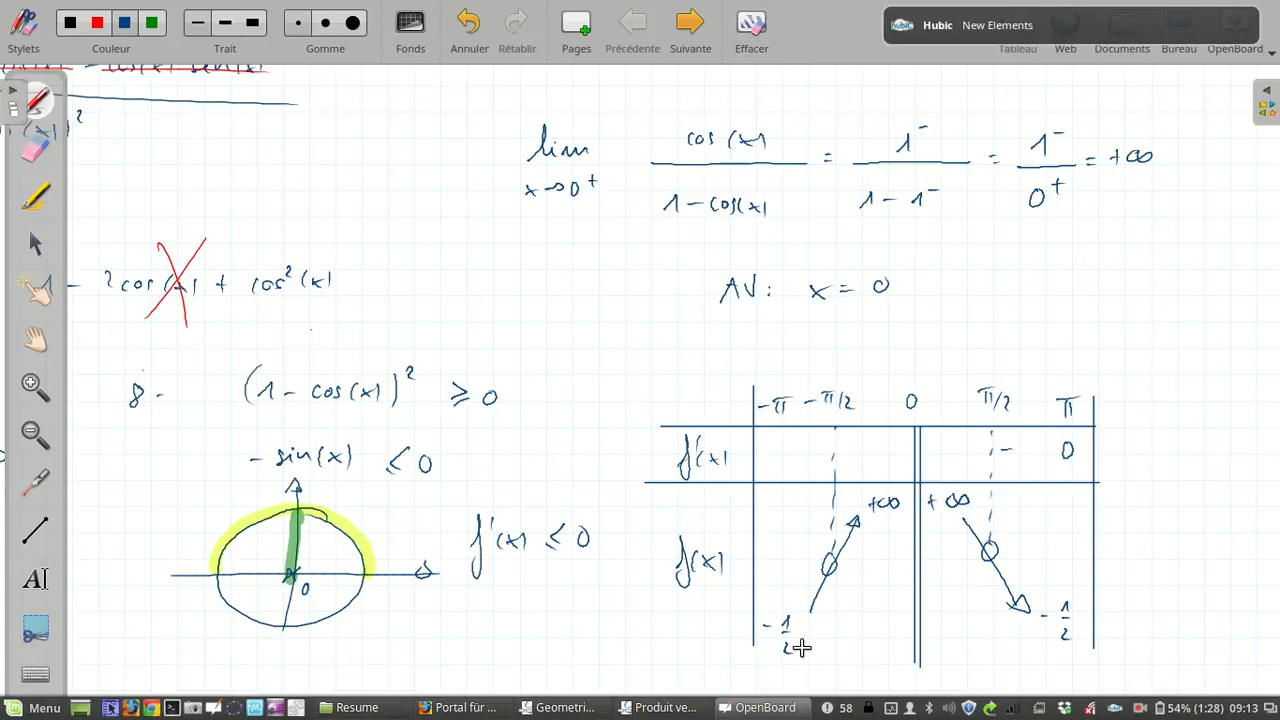 Stylets Couleur Trait Gomme Fonds Annuler Rétablir Pages Précédente Suivante Effacer Tableau Web Documents Bureau OpenBoard
Hubic New Elements
lim x→0+ cos(x) / 1 - cos(x) = 1⁻ / 1 - 1⁻ = 1⁻ / 0⁺ = +∞
- 2cos(x) + cos²(x)
AV: x = 0
(1 - cos(x))² ≥ 0
- sin(x) ≤ 0
0
f'(x) ≤ 0
-π -π/2 0 π/2 π
f'(x) - 0
f(x) +∞ +∞
-1/2 -1/2
Menu Resume Portal für ... Geometri... Produit ve... OpenBoard 58 54% (1:28) 09:13